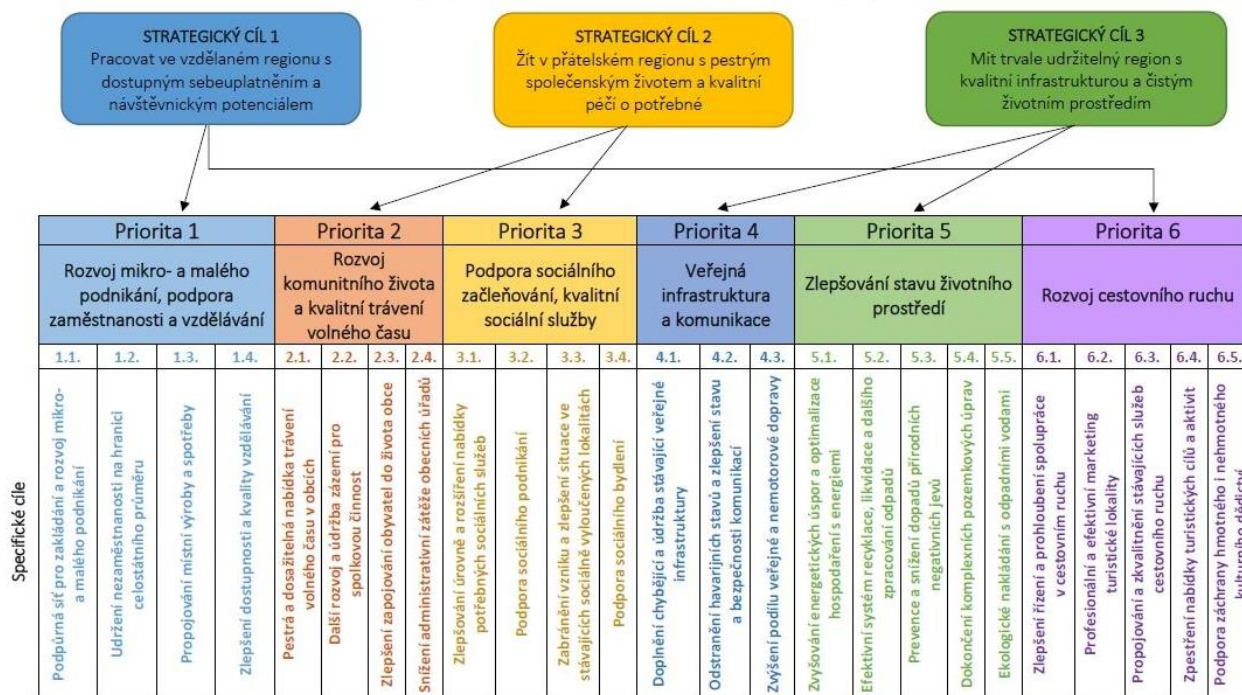 STRATEGICKÝ CÍL 1
Pracovat ve vzdělaném regionu s
dostupným sebeuplatněním a
návštěvnickým potenciálem
STRATEGICKÝ CÍL 2
Žít v přátelském regionu s pestrým
společenským životem a kvalitní
péčí o potřebné
STRATEGICKÝ CÍL 3
Mít trvale udržitelný region s
kvalitní infrastrukturou a čistým
životním prostředím
Priorita 1
Priorita 2
Priorita 3
Priorita 4
Priorita 5
Priorita 6
Rozvoj mikro- a malého
podnikání, podpora
zaměstnanosti a vzdělávání
Rozvoj
komunitního života
a kvalitní trávení
volného času
Podpora sociálního
začleňování, kvalitní
sociální služby
Veřejná
infrastruktura
a komunikace
Zlepšování stavu životního
prostředí
Rozvoj cestovního ruchu
1.1. 1.2. 1.3. 1.4. 2.1. 2.2. 2.3. 2.4. 3.1. 3.2. 3.3. 3.4. 4.1. 4.2. 4.3. 5.1. 5.2. 5.3. 5.4. 5.5. 6.1. 6.2. 6.3. 6.4. 6.5.
Specifické cíle
Podpůrná síť pro zakládání a rozvoj mikro-
a malého podnikání
Udržení nezaměstnanosti na hranici
celostátního průměru
Propojování místní výroby a spotřeby
Zlepšení dostupnosti a kvality vzdělávání
Pestrá a dosažitelná nabídka trávení
volného času v obcích
Další rozvoj a údržba zázemí pro
spolkovou činnost
Zlepšení zapojování obyvatel do života obce
Snížení administrativní zátěže obecních úřadů
Zlepšování úrovně a rozšíření nabídky
potřebných sociálních služeb
Podpora sociálního podnikání
Zabránění vzniku a zlepšení situace ve
stávajících sociálně vyloučených lokalitách
Podpora sociálního bydlení
Doplnění chybějící a údržba stávající veřejné
infrastruktury
Odstranění havarijních stavů a zlepšení stavu
a bezpečnosti komunikací
Zvýšení podílu veřejné a nemotorové dopravy
Zvyšování energetických úspor a optimalizace
hospodaření s energiemi
Efektivní systém recyklace, likvidace a dalšího
zpracování odpadů
Prevence a snížení dopadů přírodních
negativních jevů
Dokončení komplexních pozemkových úprav
Ekologické nakládání s odpadními vodami
Zlepšení řízení a prohloubení spolupráce
v cestovním ruchu
Profesionální a efektivní marketing
turistické lokality
Propojování a zkvalitnění stávajících služeb
cestovního ruchu
Zpestření nabídky turistických cílů a aktivit
Podpora záchrany hmotného i nehmotného
kulturního dědictví